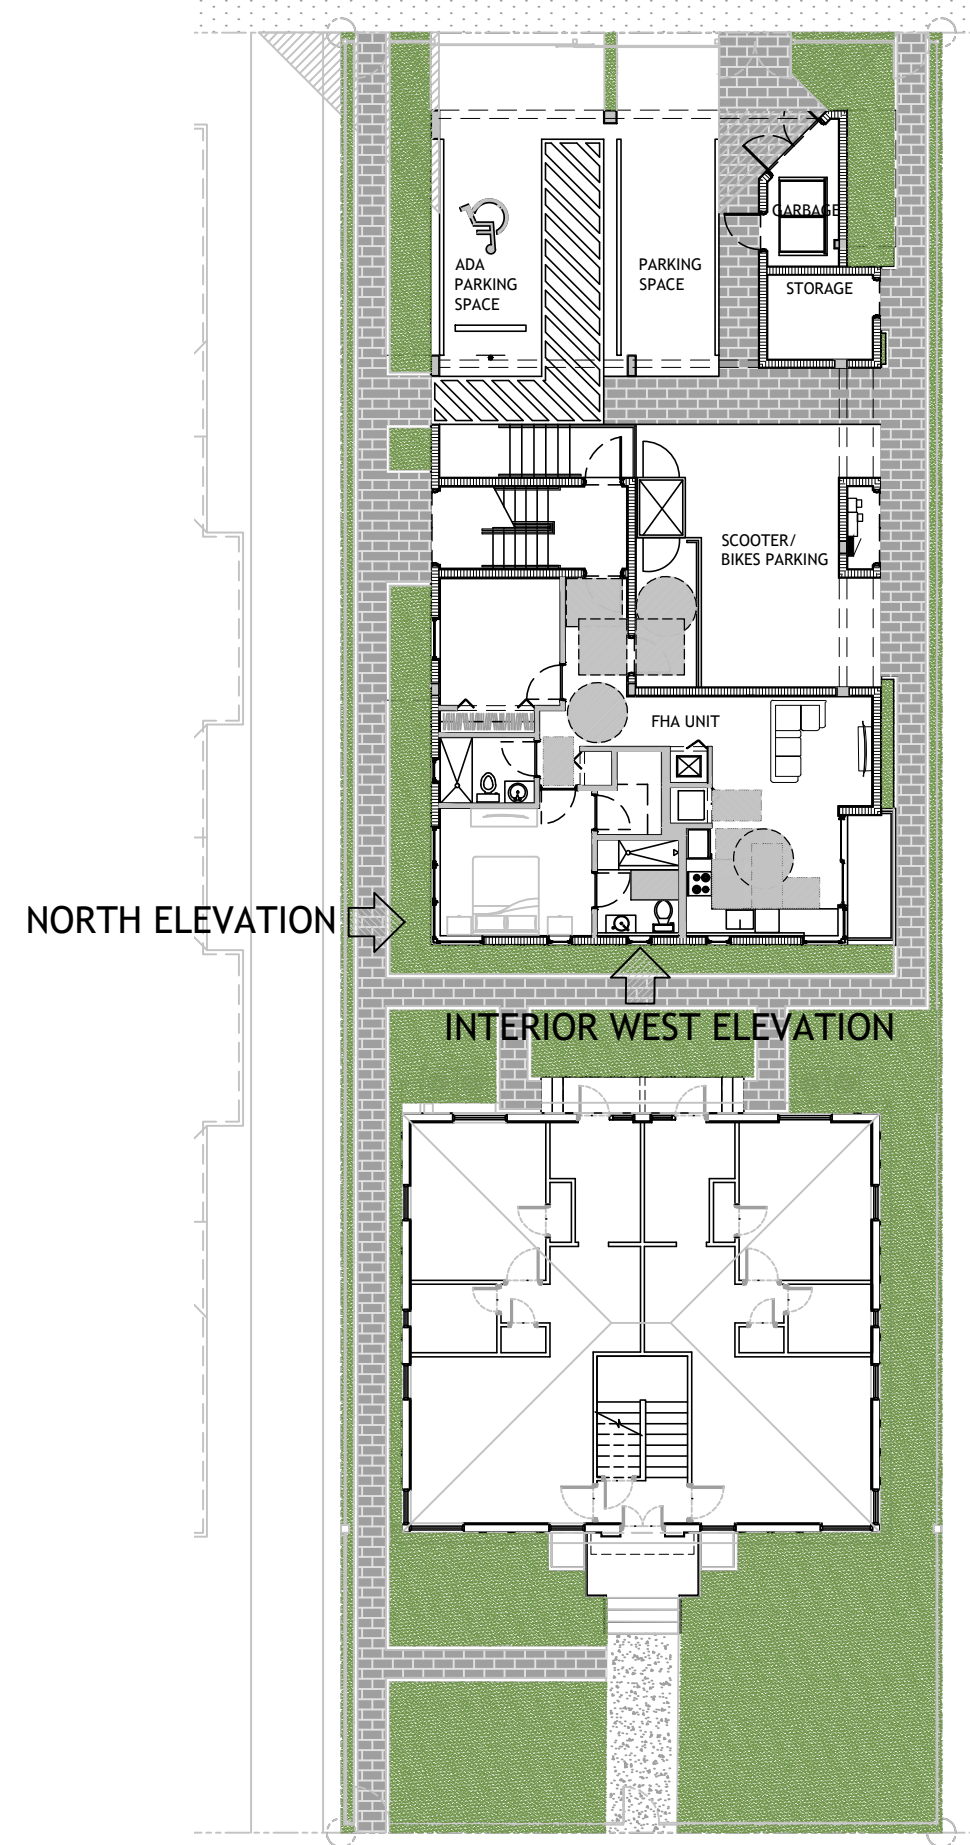 GARBAGE
ADA
PARKING
SPACE
PARKING
SPACE
STORAGE
SCOOTER/
BIKES PARKING
FHA UNIT
NORTH ELEVATION
INTERIOR WEST ELEVATION